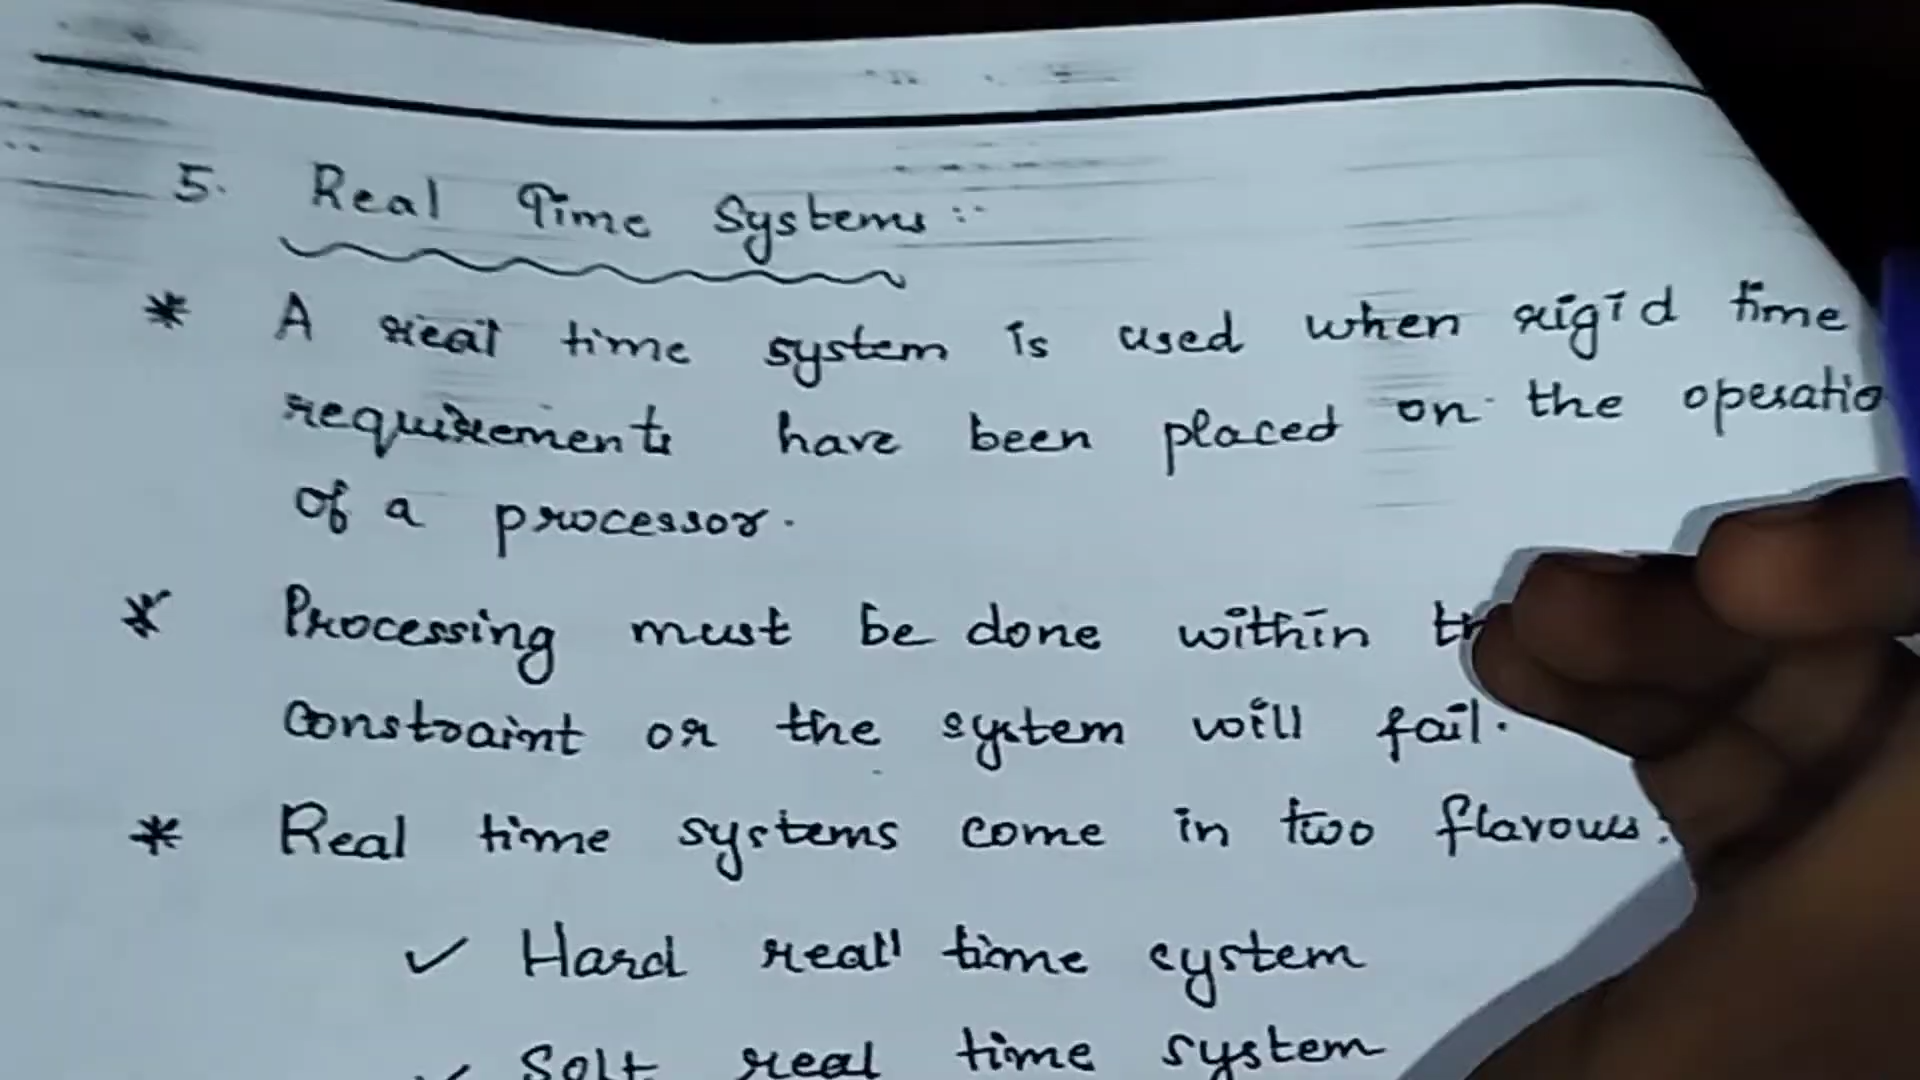 5. Real Time Systems :-
* A real time system is used when rigid time
requirements have been placed on the operatio
of a processor.
* Processing must be done within
constraint or the system will fail.
* Real time systems come in two flavours:
✓ Hard real time system
✓ Soft real time system